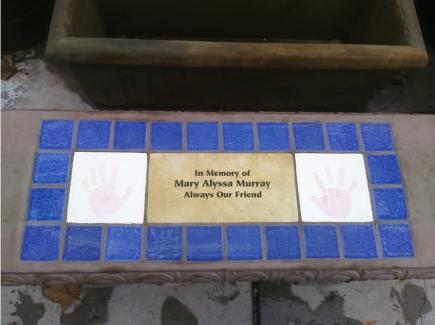 In Memory of
Mary Alyssa Murray
Always Our Friend